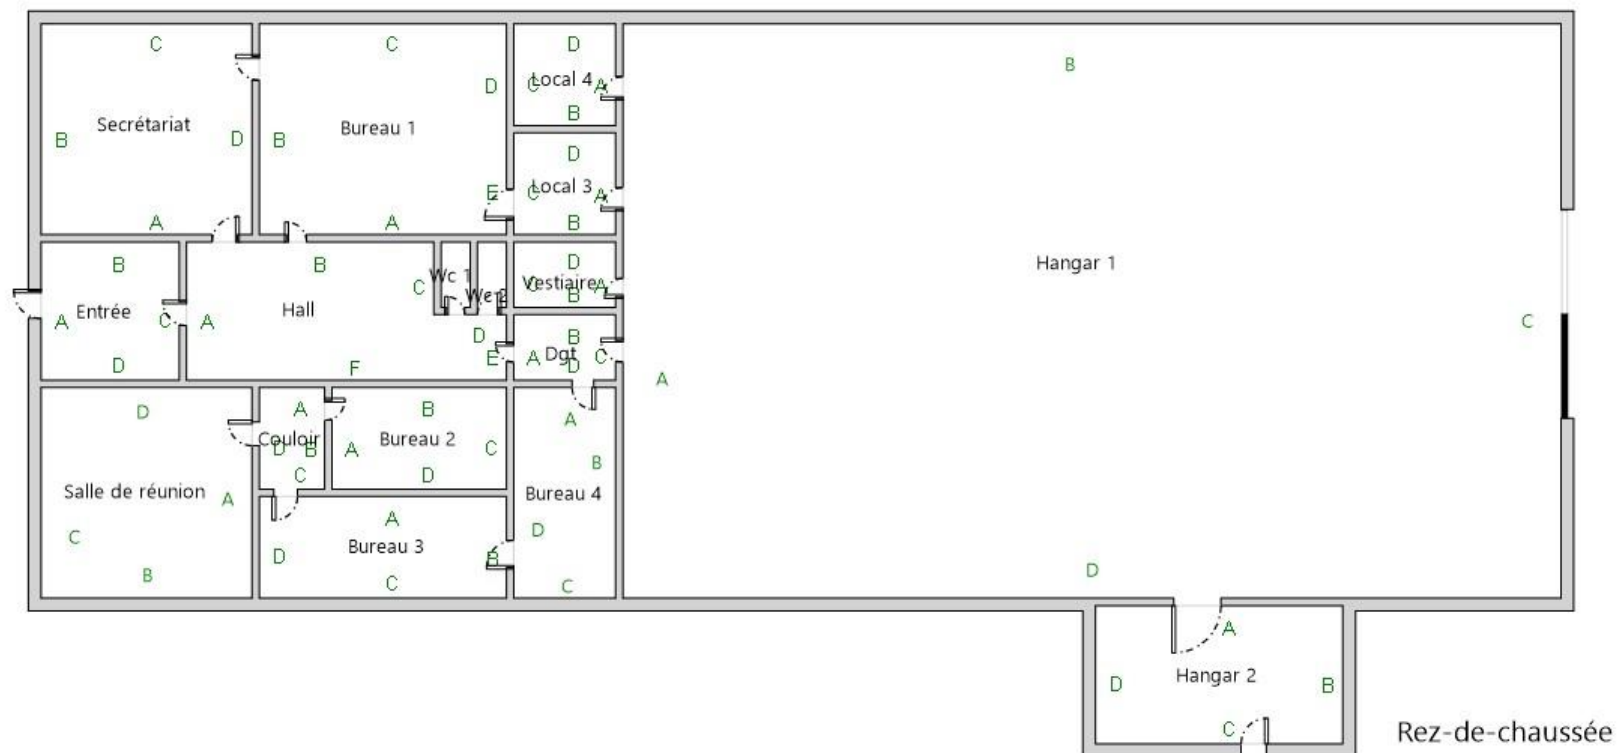 C
C
D
B
D
Local 4
C
A
B
D
Secrétariat
B
D
Bureau 1
B
D
Local 3
C
A
E
B
A
A
Hangar 1
B
B
C
Wc 1
Wc 2
D
Vestiaire
C
A
B
Entrée
A
C
Hall
A
D
E
F
D
B
Dgt
A
C
D
A
C
D
A
Couloir
D
B
C
B
Bureau 2
A
C
D
A
B
Bureau 4
D
C
Salle de réunion
A
C
B
A
Bureau 3
D
B
C
D
A
Hangar 2
D
B
C
Rez-de-chaussée